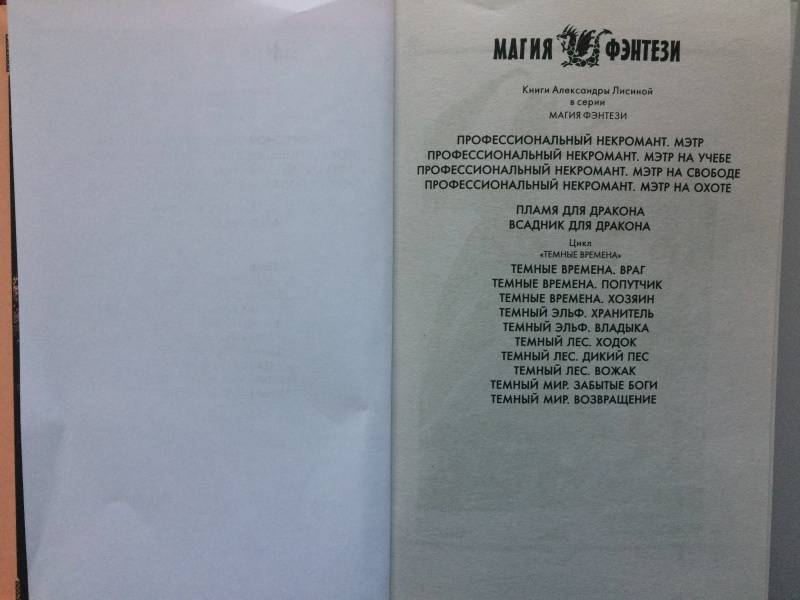 МАГИЯ ФЭНТЕЗИ
Книги Александры Лисиной
в серии
МАГИЯ ФЭНТЕЗИ
ПРОФЕССИОНАЛЬНЫЙ НЕКРОМАНТ. МЭТР
ПРОФЕССИОНАЛЬНЫЙ НЕКРОМАНТ. МЭТР НА УЧЕБЕ
ПРОФЕССИОНАЛЬНЫЙ НЕКРОМАНТ. МЭТР НА СВОБОДЕ
ПРОФЕССИОНАЛЬНЫЙ НЕКРОМАНТ. МЭТР НА ОХОТЕ
ПЛАМЯ ДЛЯ ДРАКОНА
ВСАДНИК ДЛЯ ДРАКОНА
Цикл
«ТЕМНЫЕ ВРЕМЕНА»
ТЕМНЫЕ ВРЕМЕНА. ВРАГ
ТЕМНЫЕ ВРЕМЕНА. ПОПУТЧИК
ТЕМНЫЕ ВРЕМЕНА. ХОЗЯИН
ТЕМНЫЙ ЭЛЬФ. ХРАНИТЕЛЬ
ТЕМНЫЙ ЭЛЬФ. ВЛАДЫКА
ТЕМНЫЙ ЛЕС. ХОДОК
ТЕМНЫЙ ЛЕС. ДИКИЙ ПЕС
ТЕМНЫЙ ЛЕС. ВОЖАК
ТЕМНЫЙ МИР. ЗАБЫТЫЕ БОГИ
ТЕМНЫЙ МИР. ВОЗВРАЩЕНИЕ